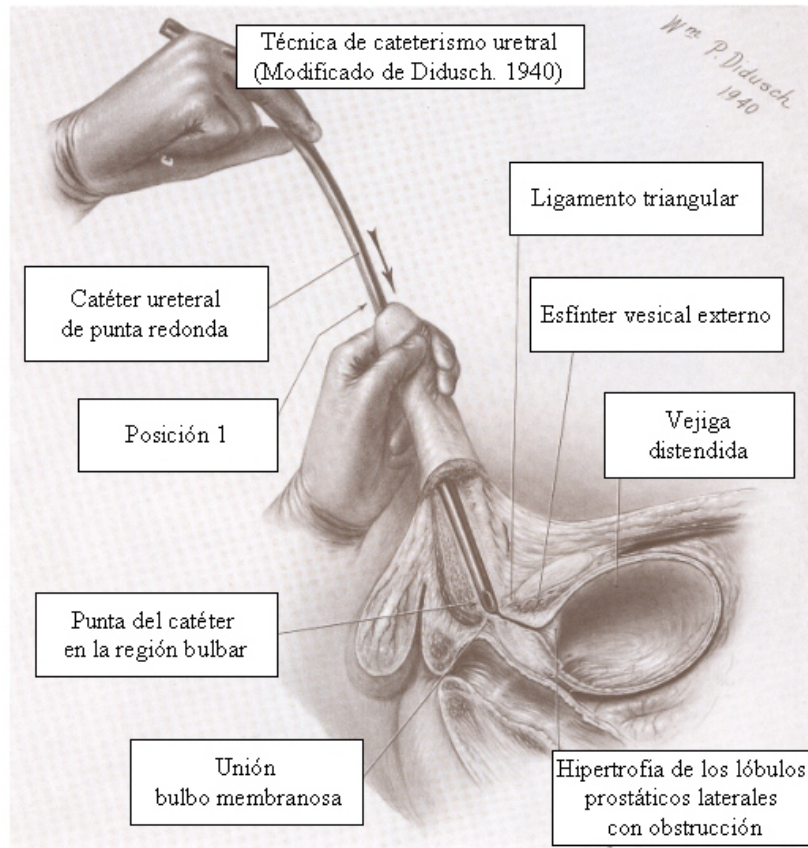 Técnica de cateterismo uretral
(Modificado de Didusch. 1940)
Wm P. Didusch
1940
Ligamento triangular
Catéter ureteral
de punta redonda
Esfínter vesical externo
Posición 1
Vejiga
distendida
Punta del catéter
en la región bulbar
Unión
bulbo membranosa
Hipertrofia de los lóbulos
prostáticos laterales
con obstrucción